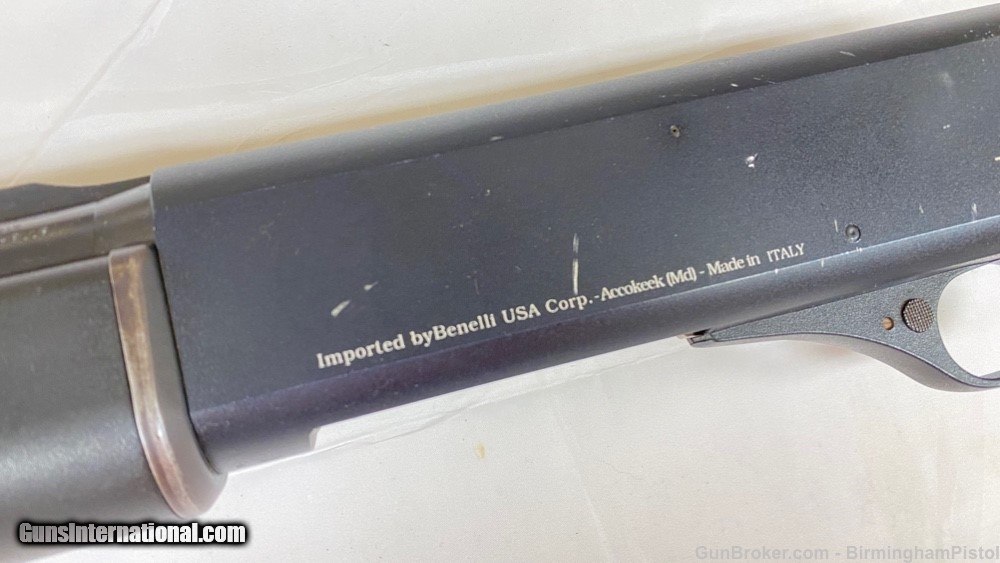 Imported byBenelli USA Corp.-Accokeek (Md) - Made in ITALY
GunsInternational.com
GunBroker.com - BirminghamPistol